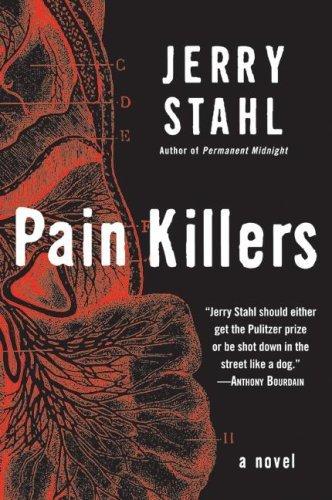 JERRY
STAHL
Author of Permanent Midnight
Pain Killers
“Jerry Stahl should either
get the Pulitzer prize
or be shot down in the
street like a dog.”
—Anthony Bourdain
a novel
C
D
E
H